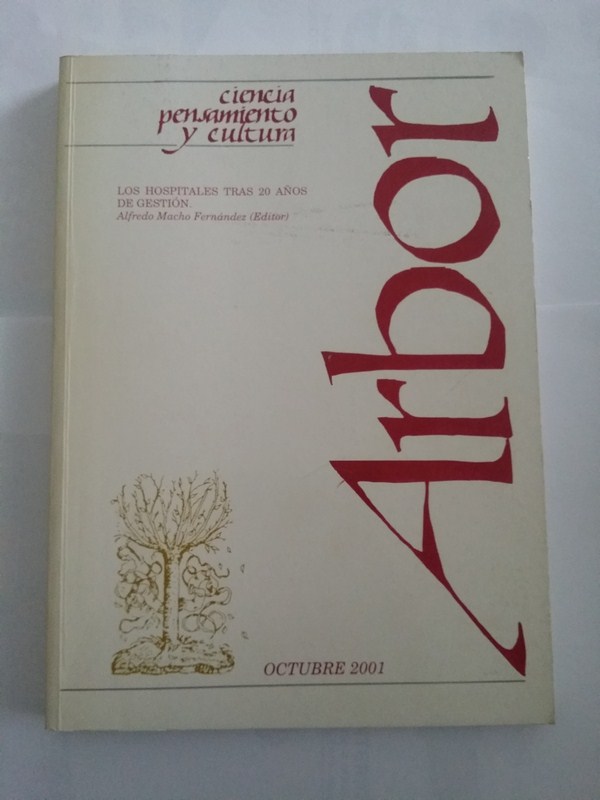 ciencia
pensamiento
y cultura
LOS HOSPITALES TRAS 20 AÑOS
DE GESTIÓN.
Alfredo Macho Fernández (Editor)
Arbor
OCTUBRE 2001